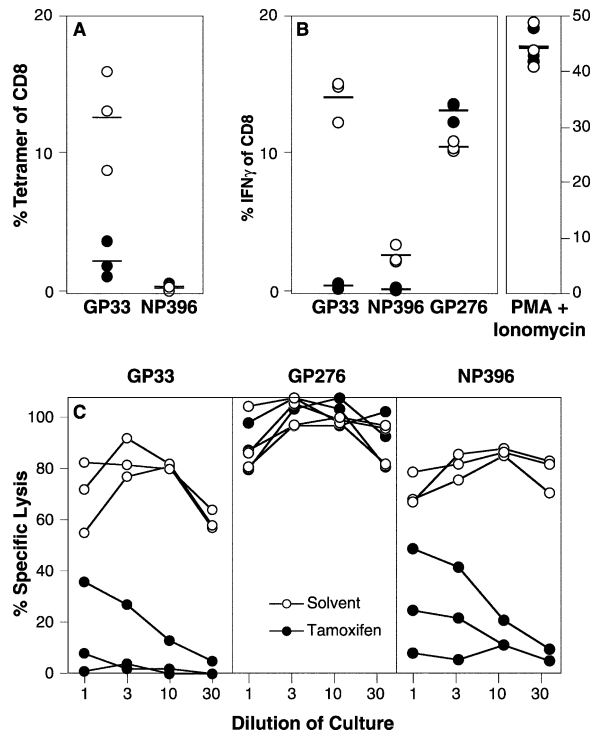 A
B
% Tetramer of CD8
20
10
0
GP33 NP396
% IFNγ of CD8
20
10
0
GP33 NP396 GP276
50
40
30
20
10
0
PMA +
Ionomycin
GP33 GP276 NP396
C
% Specific Lysis
100
80
60
40
20
0
Solvent
Tamoxifen
1 3 10 30 1 3 10 30 1 3 10 30
Dilution of Culture